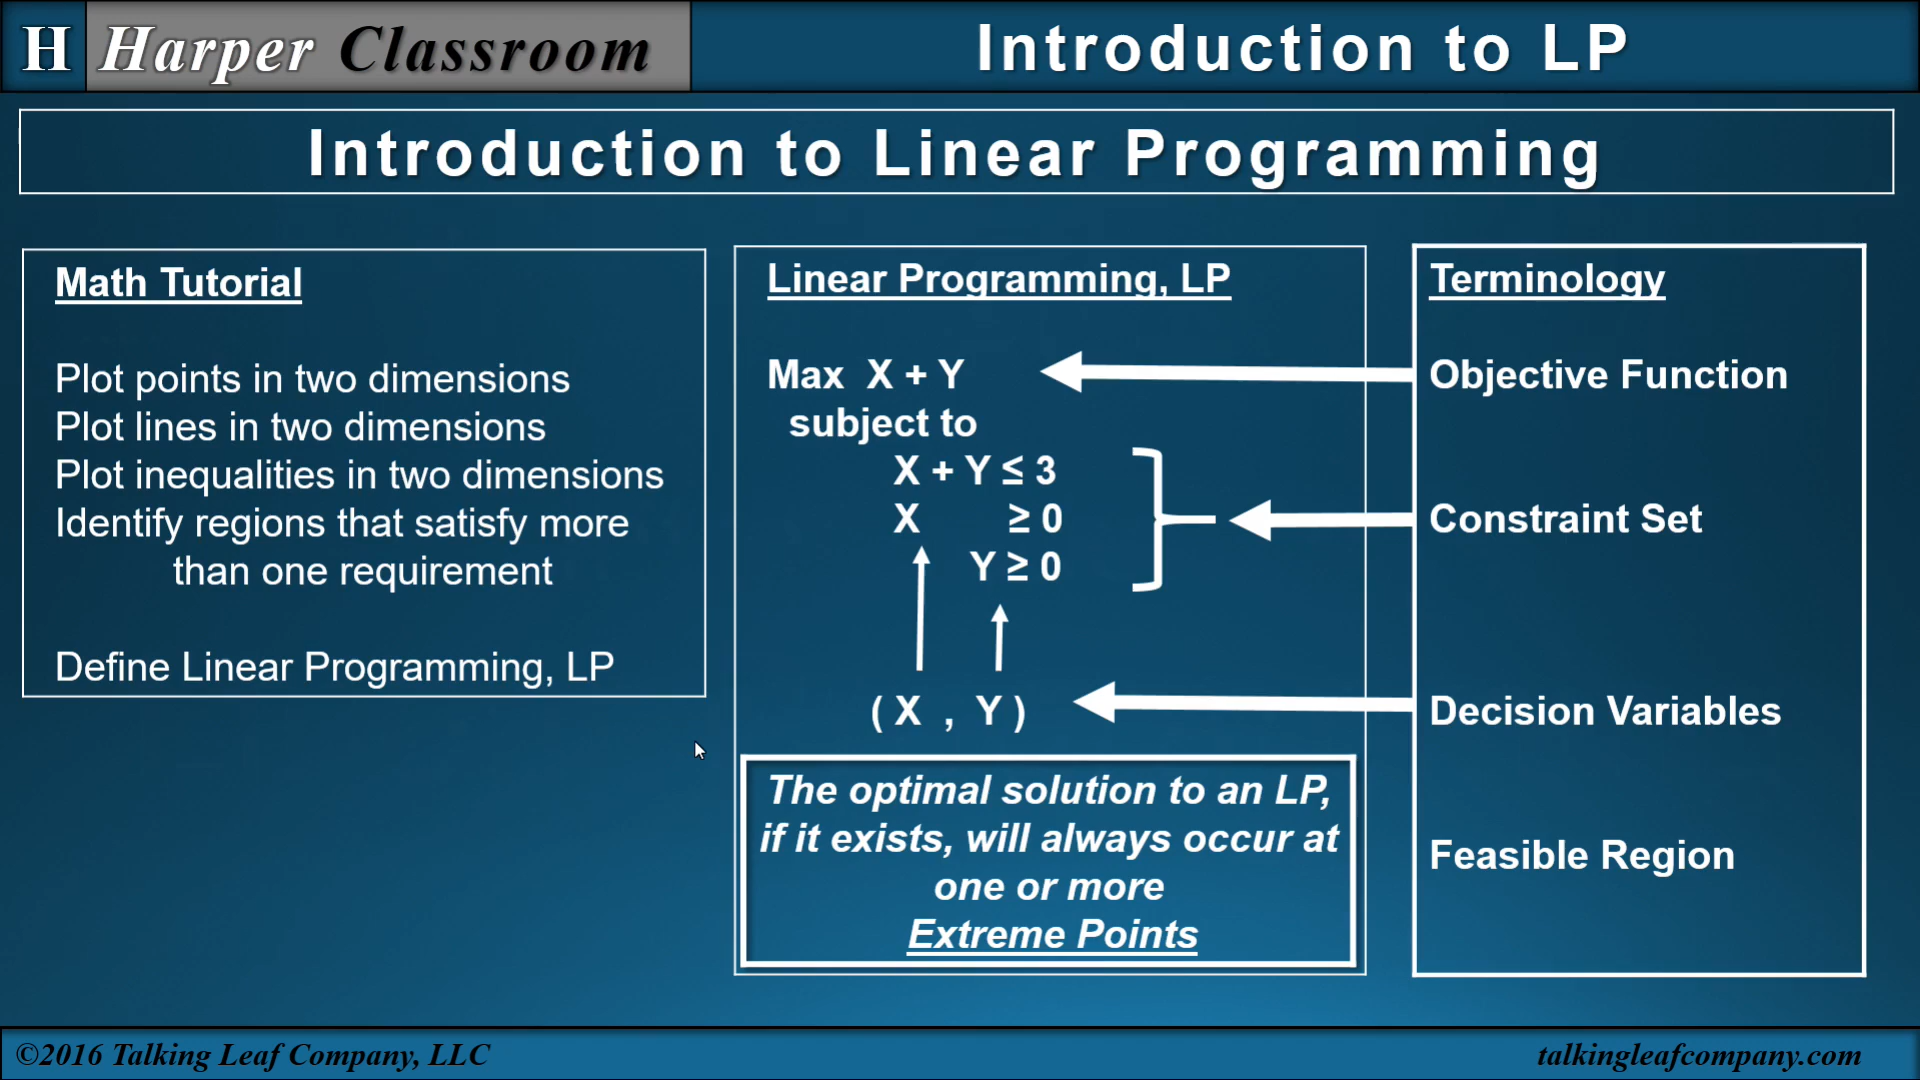 H Harper Classroom
Introduction to LP
Introduction to Linear Programming
Math Tutorial
Plot points in two dimensions
Plot lines in two dimensions
Plot inequalities in two dimensions
Identify regions that satisfy more
than one requirement
Define Linear Programming, LP
Linear Programming, LP
Max X + Y
subject to
X + Y ≤ 3
X ≥ 0
Y ≥ 0
( X , Y )
The optimal solution to an LP,
if it exists, will always occur at
one or more
Extreme Points
Terminology
Objective Function
Constraint Set
Decision Variables
Feasible Region
©2016 Talking Leaf Company, LLC
talkingleafcompany.com